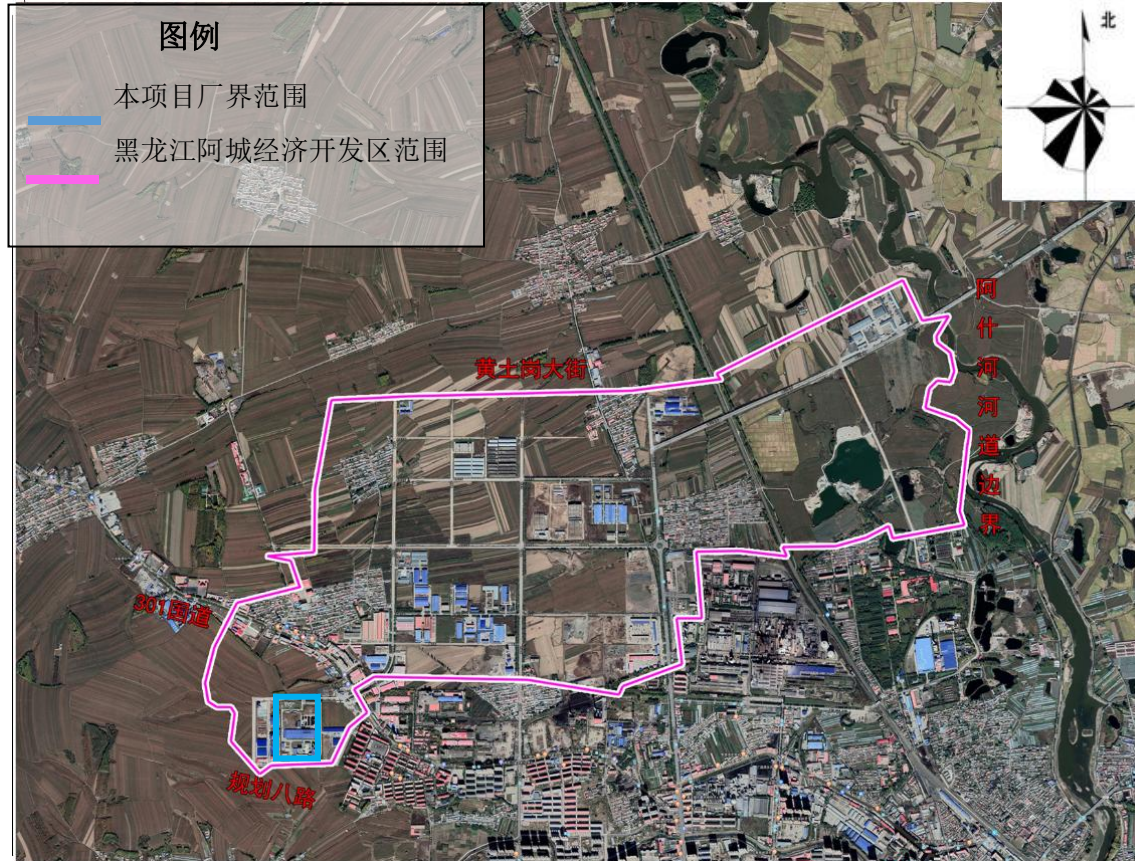 图例
本项目厂界范围
黑龙江阿城经济开发区范围
北
黄土岗大街
阿什河河道边界
301国道
规划八路